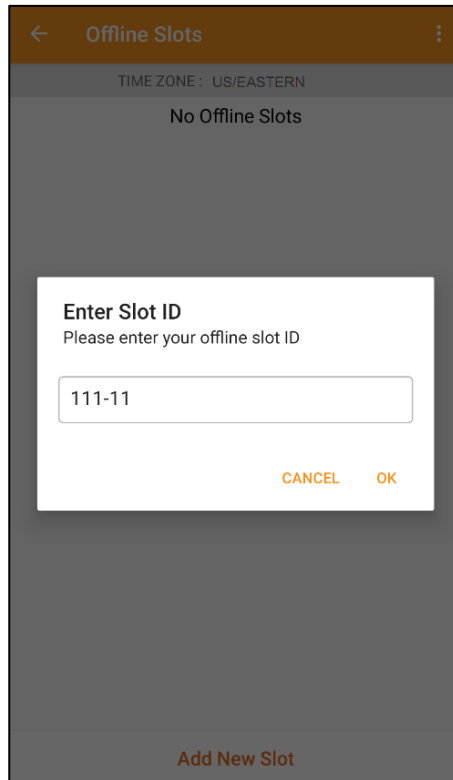 Offline Slots
TIME ZONE : US/EASTERN
No Offline Slots
Enter Slot ID
Please enter your offline slot ID
111-11
CANCEL OK
Add New Slot